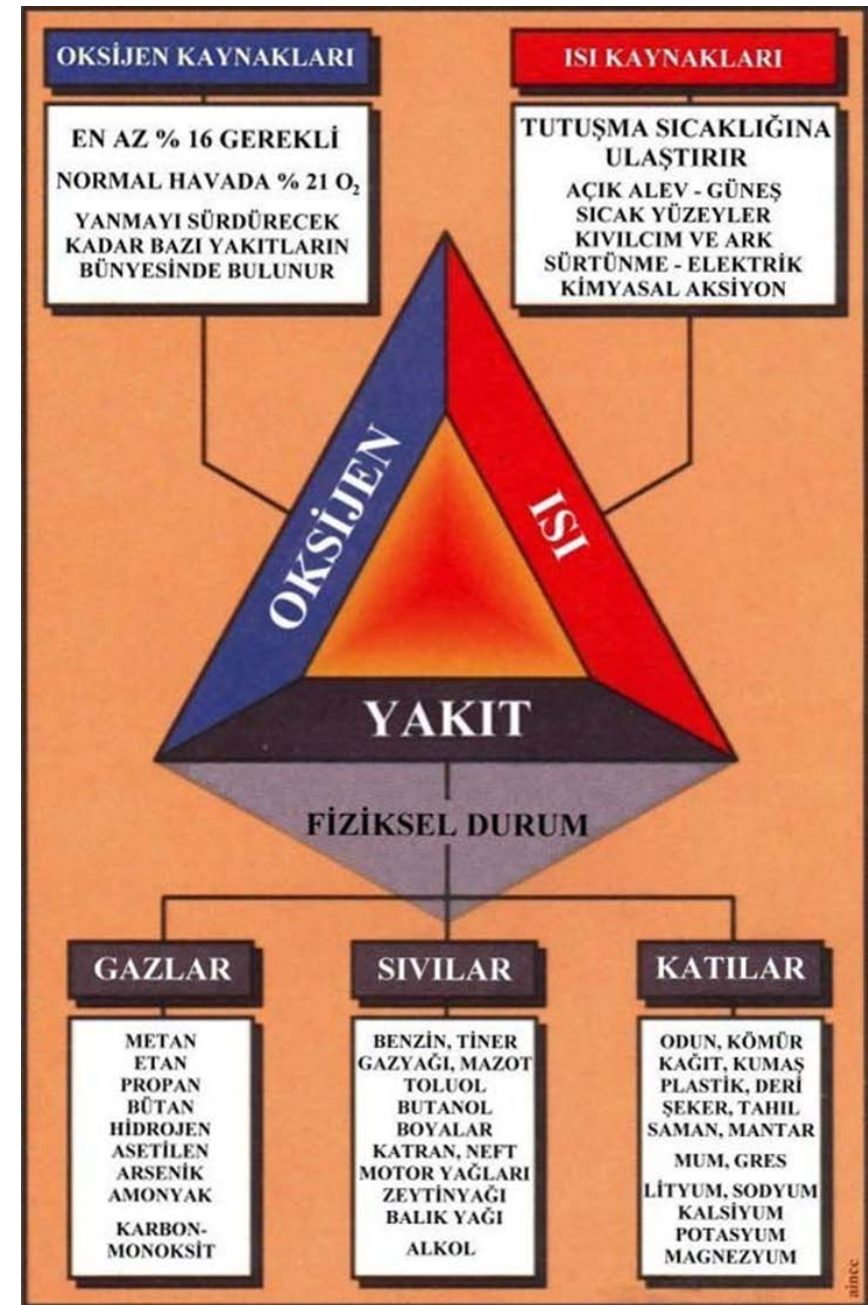 OKSİJEN KAYNAKLARI
EN AZ % 16 GEREKLİ
NORMAL HAVADA % 21 O₂
YANMAYI SÜRDÜRECEK
KADAR BAZI YAKITLARIN
BÜNYESİNDE BULUNUR
ISI KAYNAKLARI
TUTUŞMA SICAKLIĞINA
ULAŞTIRIR
AÇIK ALEV - GÜNEŞ
SICAK YÜZEYLER
KIVILCIM VE ARK
SÜRTÜNME - ELEKTRİK
KİMYASAL AKSİYON
OKSİJEN
ISI
YAKIT
FİZİKSEL DURUM
GAZLAR
METAN
ETAN
PROPAN
BÜTAN
HİDROJEN
ASETİLEN
ARSENİK
AMONYAK
KARBON-
MONOKSİT
SIVILAR
BENZİN, TİNER
GAZYAĞI, MAZOT
TOLUOL
BUTANOL
BOYALAR
KATRAN, NEFT
MOTOR YAĞLARI
ZEYTİNYAĞI
BALIK YAĞI
ALKOL
KATILAR
ODUN, KÖMÜR
KAĞIT, KUMAŞ
PLASTİK, DERİ
ŞEKER, TAHIL
SAMAN, MANTAR
MUM, GRES
LİTYUM, SODYUM
KALSİYUM
POTASYUM
MAGNEZYUM
aince